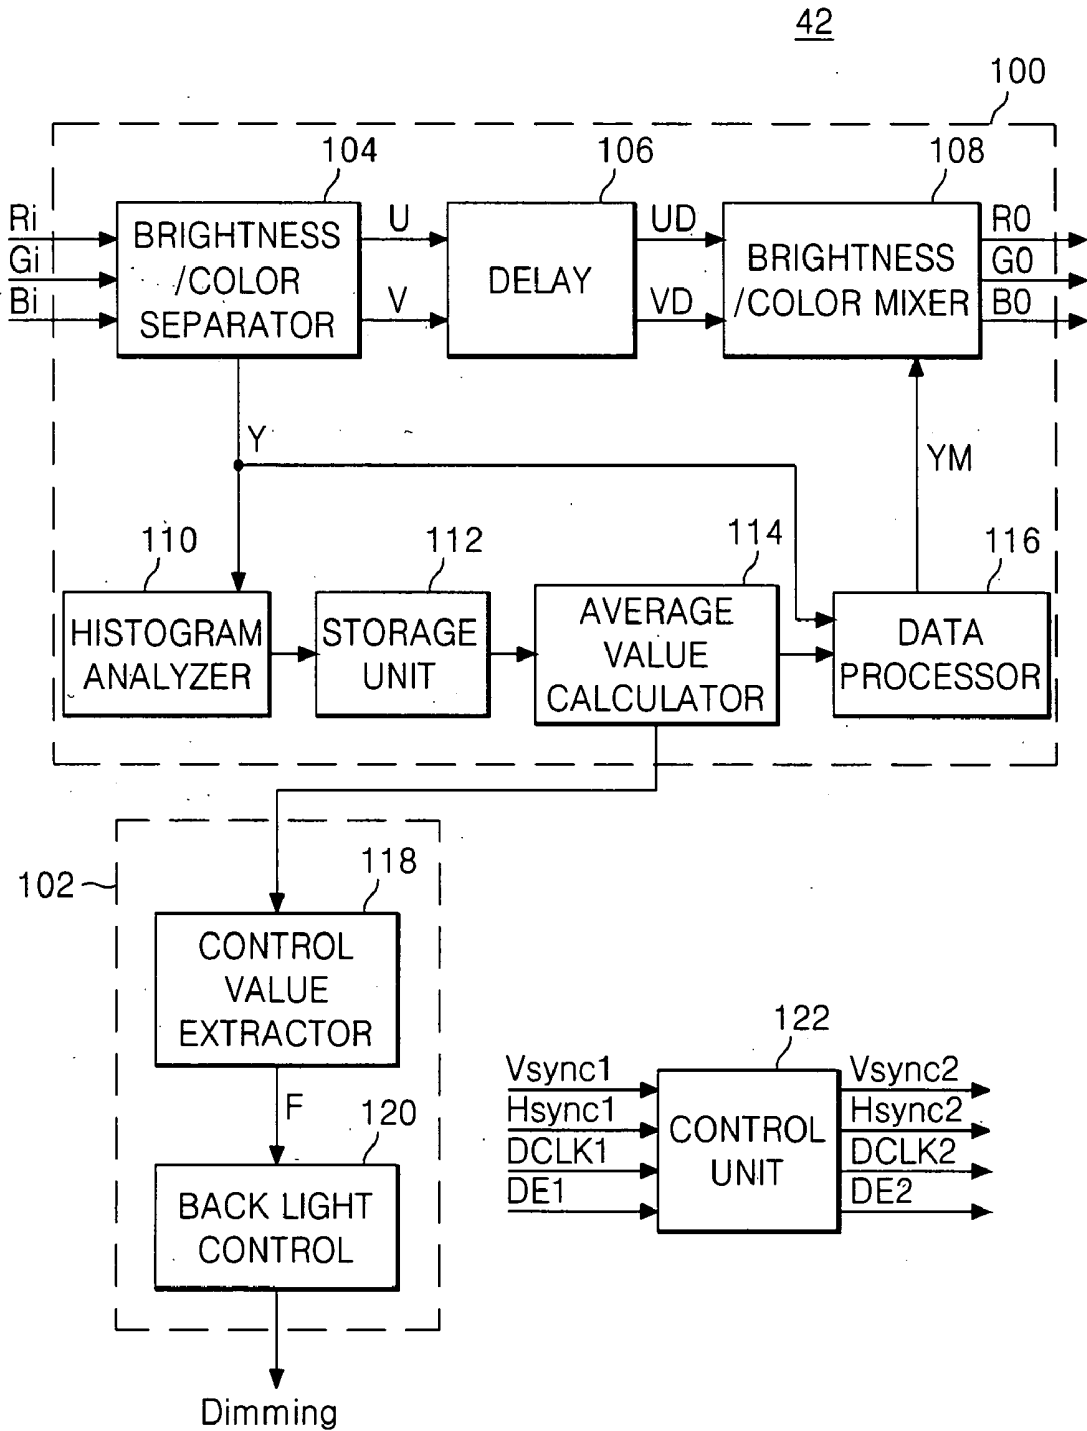 42
100
104
106
108
Ri
Gi
Bi
BRIGHTNESS
/COLOR
SEPARATOR
U
V
DELAY
UD
VD
BRIGHTNESS
/COLOR MIXER
R0
G0
B0
Y
YM
110
112
114
116
HISTOGRAM
ANALYZER
STORAGE
UNIT
AVERAGE
VALUE
CALCULATOR
DATA
PROCESSOR
102
118
CONTROL
VALUE
EXTRACTOR
F
120
BACK LIGHT
CONTROL
Dimming
122
Vsync1
Hsync1
DCLK1
DE1
CONTROL
UNIT
Vsync2
Hsync2
DCLK2
DE2